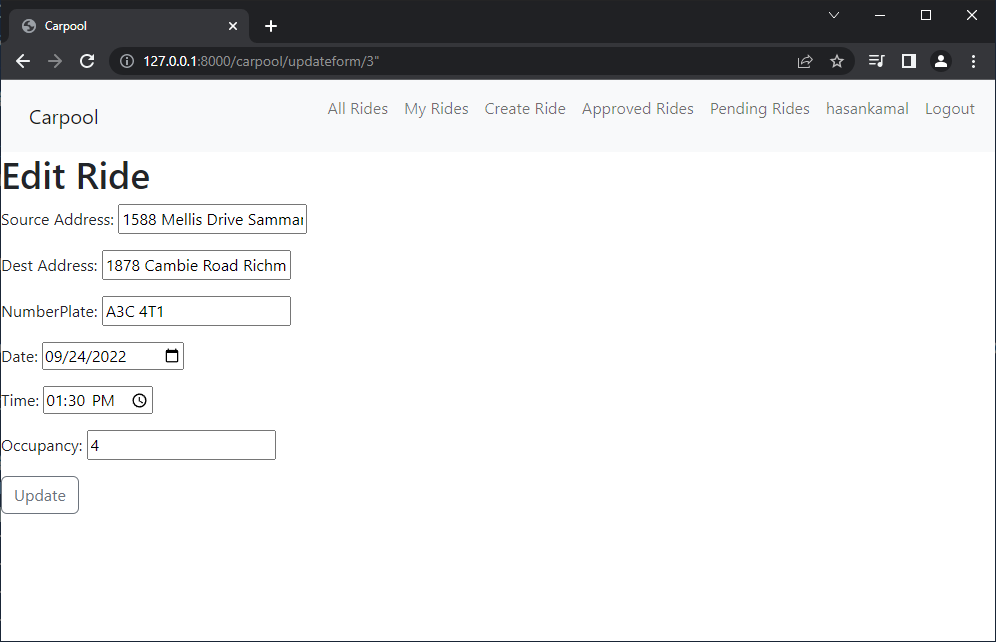 Carpool
127.0.0.1:8000/carpool/updateform/3"
Carpool
All Rides My Rides Create Ride Approved Rides Pending Rides hasankamal Logout
Edit Ride
Source Address: 1588 Mellis Drive Samma
Dest Address: 1878 Cambie Road Richm
NumberPlate: A3C 4T1
Date: 09/24/2022
Time: 01:30 PM
Occupancy: 4
Update